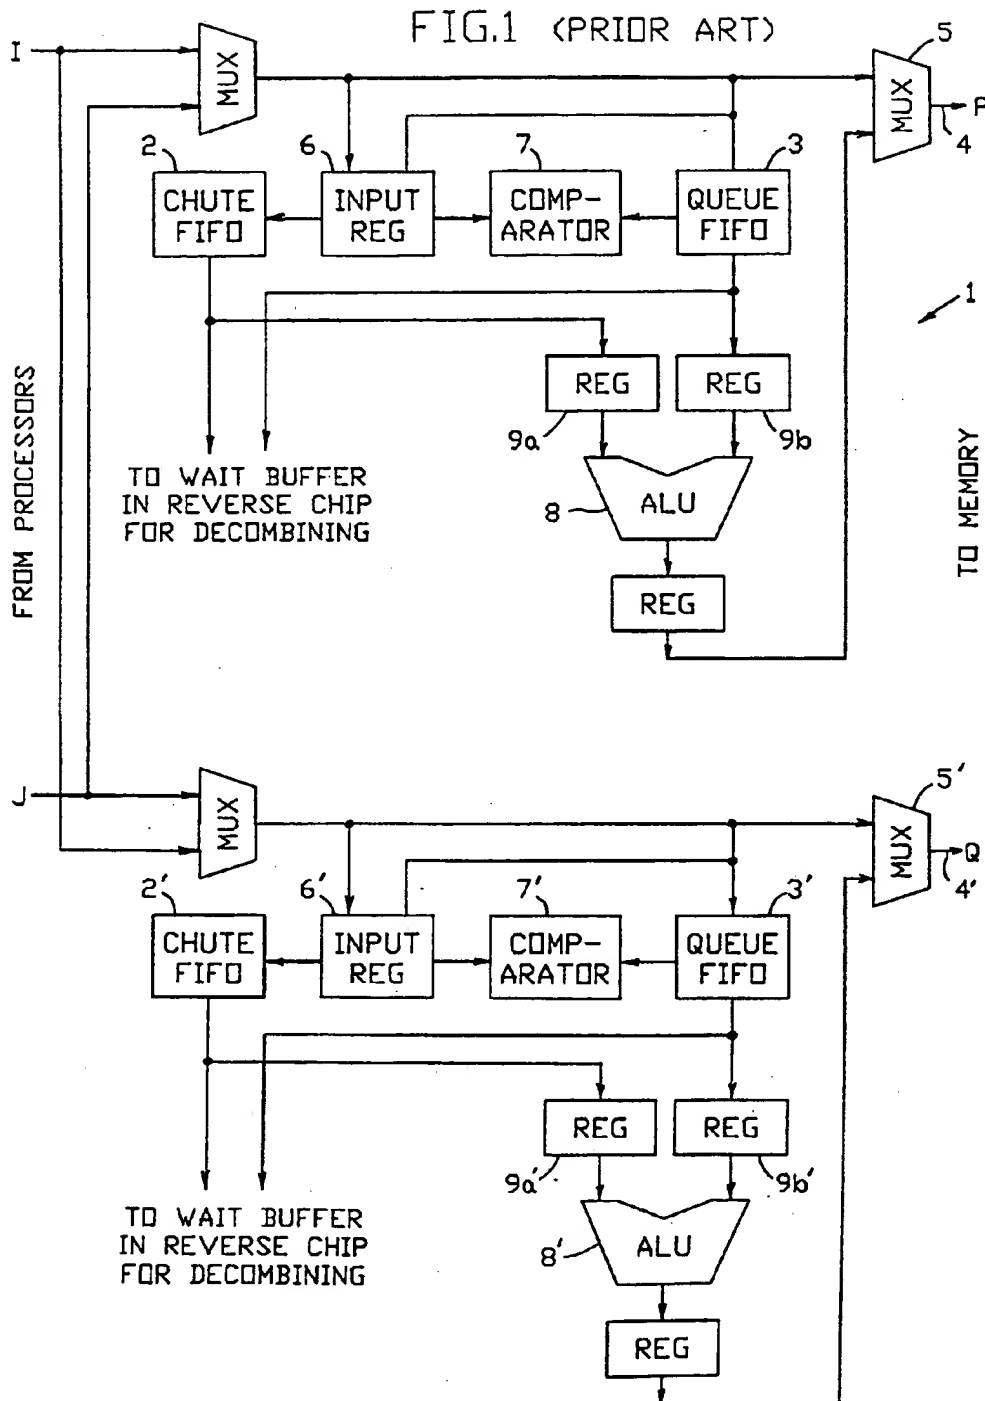 FIG.1 (PRIOR ART)
I
MUX
5
MUX
P
4
2
6
7
3
CHUTE
FIFO
INPUT
REG
COMP-
ARATOR
QUEUE
FIFO
1
FROM PROCESSORS
TO MEMORY
REG
REG
9a
9b
TO WAIT BUFFER
IN REVERSE CHIP
FOR DECOMBINING
8
ALU
REG
J
MUX
5'
MUX
Q
4'
2'
6'
7'
3'
CHUTE
FIFO
INPUT
REG
COMP-
ARATOR
QUEUE
FIFO
REG
REG
9a'
9b'
TO WAIT BUFFER
IN REVERSE CHIP
FOR DECOMBINING
8'
ALU
REG